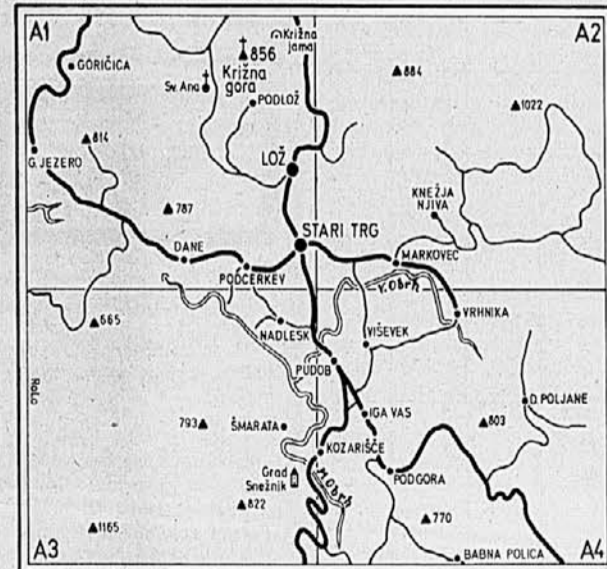 A1
A2
856
Križna
jama
GORIČICA
Križna
gora
884
Sv. Ana
PODLOŽ
1022
814
G. JEZERO
LOŽ
787
KNEŽJA
NJIVA
STARI TRG
DANE
MARKOVEC
PODCERKEV
V. Obrh
VRHNIKA
665
NADLESK
VIŠEVEK
PUDOB
D. POLJANE
IGA VAS
793
ŠMARATA
803
KOZARIŠČE
Grad
Snežnik
M. Obrh
PODGORA
822
770
1165
A3
A4
BABNA POLICA